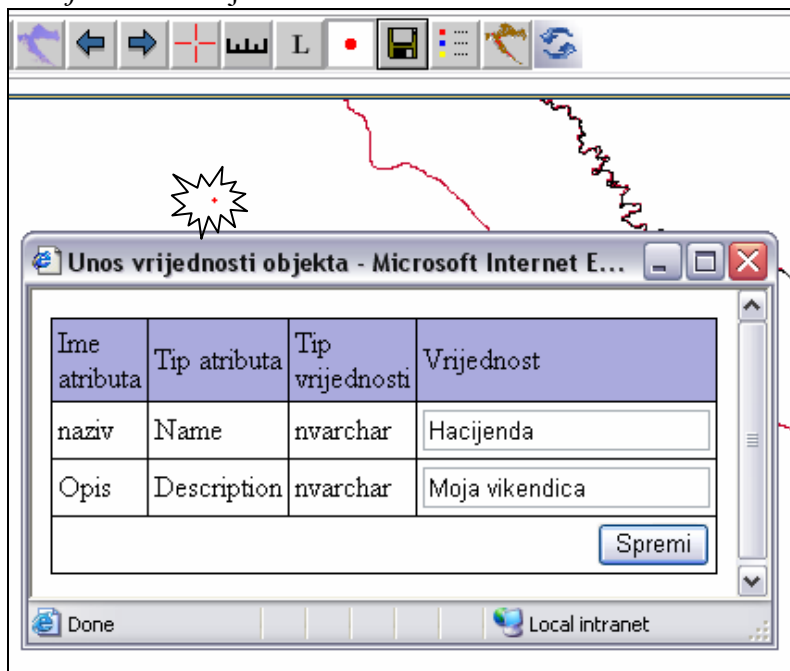 L
Unos vrijednosti objekta - Microsoft Internet E...
Ime atributa Tip atributa Tip vrijednosti Vrijednost
naziv Name nvarchar Hacijenda
Opis Description nvarchar Moja vikendica
Spremi
Done Local intranet